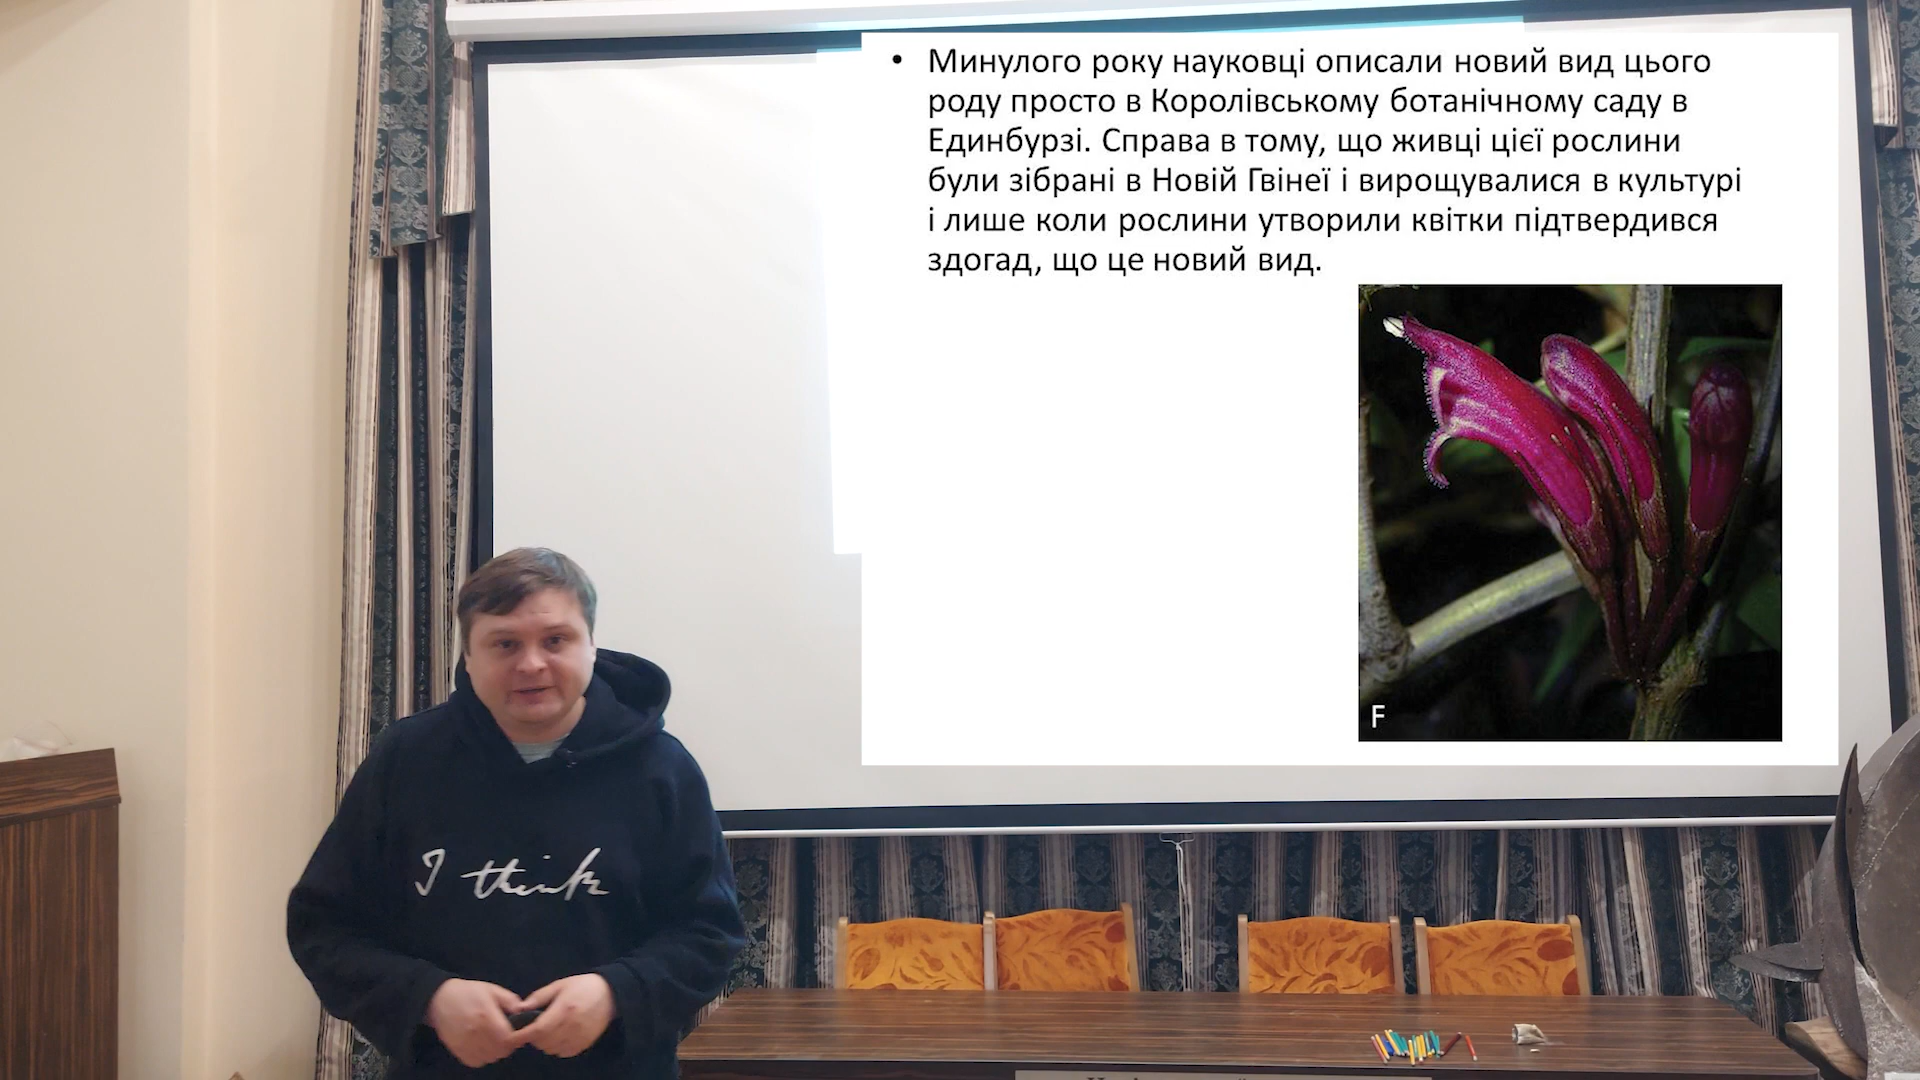 • Минулого року науковці описали новий вид цього
роду просто в Королівському ботанічному саду в
Единбурзі. Справа в тому, що живці цієї рослини
були зібрані в Новій Гвінеї і вирощувалися в культурі
і лише коли рослини утворили квітки підтвердився
здогад, що це новий вид.
F
I think